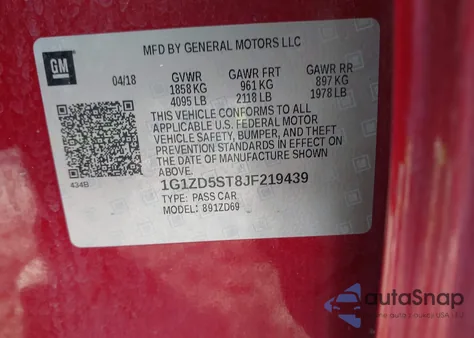 MFD BY GENERAL MOTORS LLC
GM
04/18
GVWR
1858 KG
4095 LB
GAWR FRT
961 KG
2118 LB
GAWR RR
897 KG
1978 LB
THIS VEHICLE CONFORMS TO ALL
APPLICABLE U.S. FEDERAL MOTOR
VEHICLE SAFETY, BUMPER, AND THEFT
PREVENTION STANDARDS IN EFFECT ON
THE DATE OF MANUFACTURE SHOWN
ABOVE.
434B
1G1ZD5ST8JF219439
TYPE: PASS CAR
MODEL: 891ZD69
autoSnap